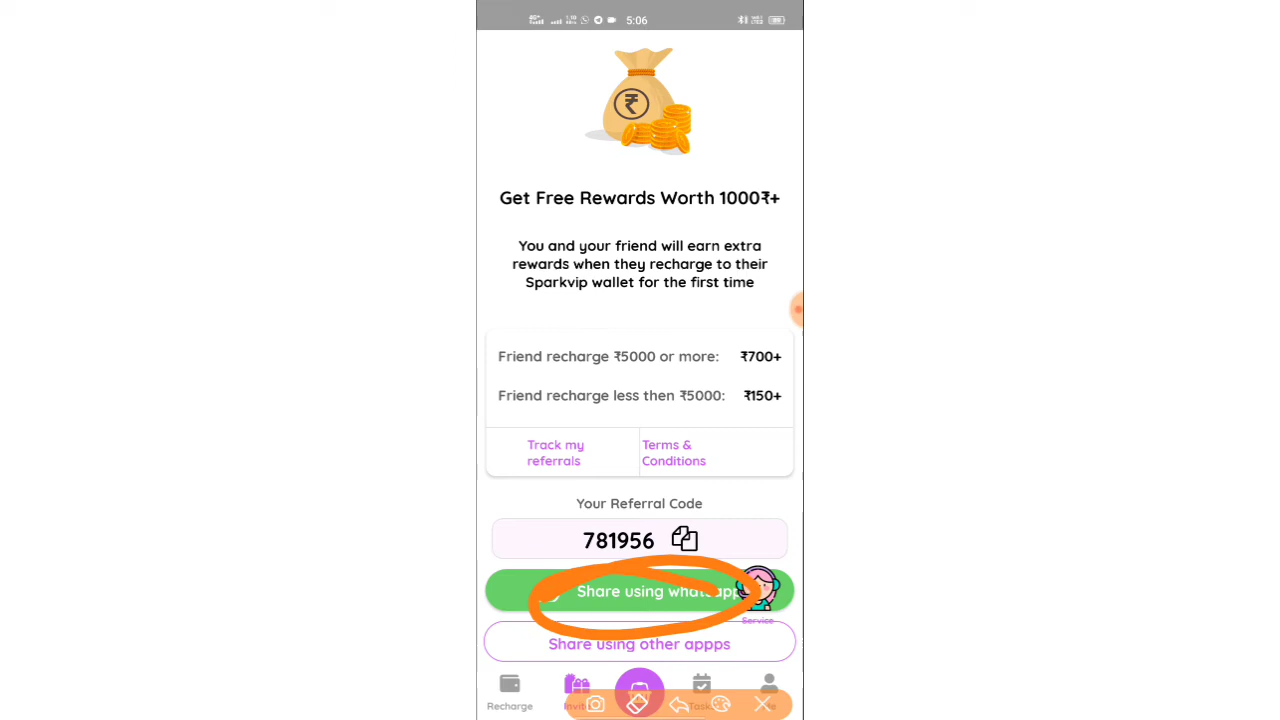 5:06
₹
Get Free Rewards Worth 1000₹+
You and your friend will earn extra
rewards when they recharge to their
Sparkvip wallet for the first time
Friend recharge ₹5000 or more: ₹700+
Friend recharge less then ₹5000: ₹150+
Track my
referrals
Terms &
Conditions
Your Referral Code
781956
Share using whatsapp
Service
Share using other appps
Recharge